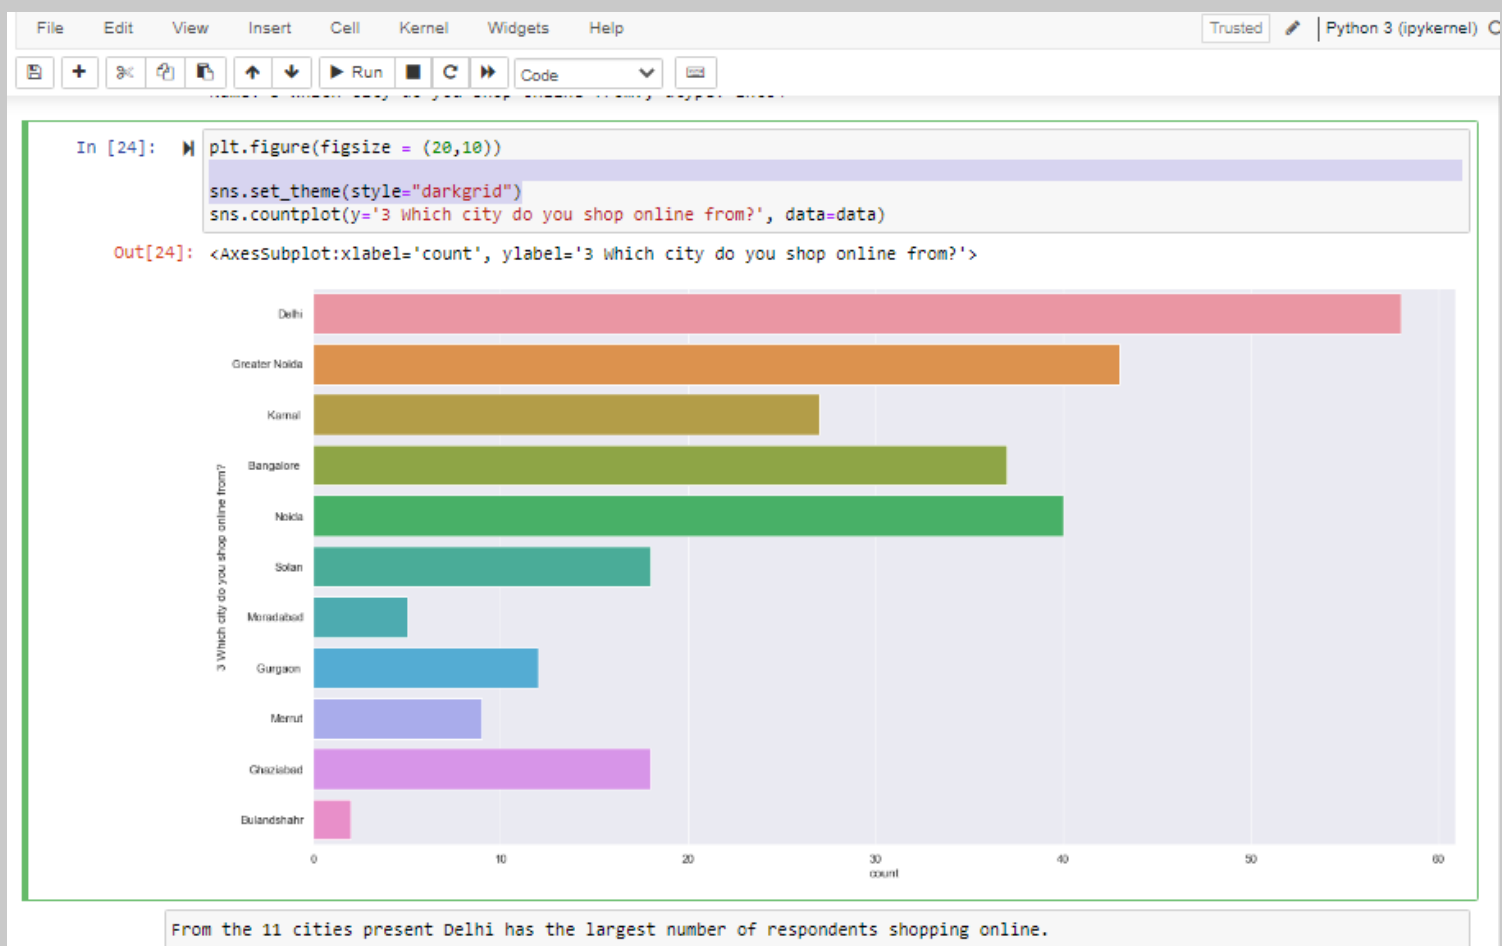 File Edit View Insert Cell Kernel Widgets Help Trusted Python 3 (ipykernel)
Run Code
In [24]: plt.figure(figsize = (20,10))
sns.set_theme(style="darkgrid")
sns.countplot(y='3 Which city do you shop online from?', data=data)
Out[24]: <AxesSubplot:xlabel='count', ylabel='3 Which city do you shop online from?'>
3 Which city do you shop online from?
Delhi
Greater Noida
Karnal
Bangalore
Noida
Solan
Moradabad
Gurgaon
Merrut
Ghaziabad
Bulandshahr
0 10 20 30 40 50 60
count
From the 11 cities present Delhi has the largest number of respondents shopping online.